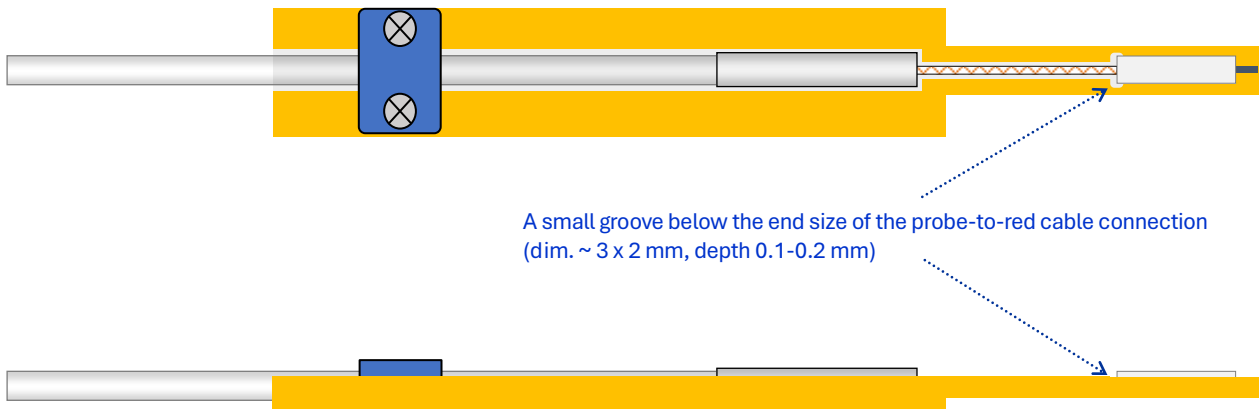 A small groove below the end size of the probe-to-red cable connection
(dim. ~ 3 x 2 mm, depth 0.1-0.2 mm)